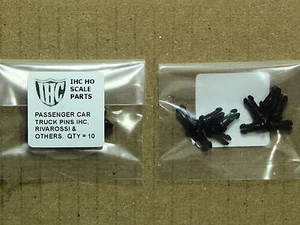 IHC
IHC HO
SCALE
PARTS
PASSENGER CAR
TRUCK PINS IHC,
RIVAROSSI &
OTHERS. QTY = 10